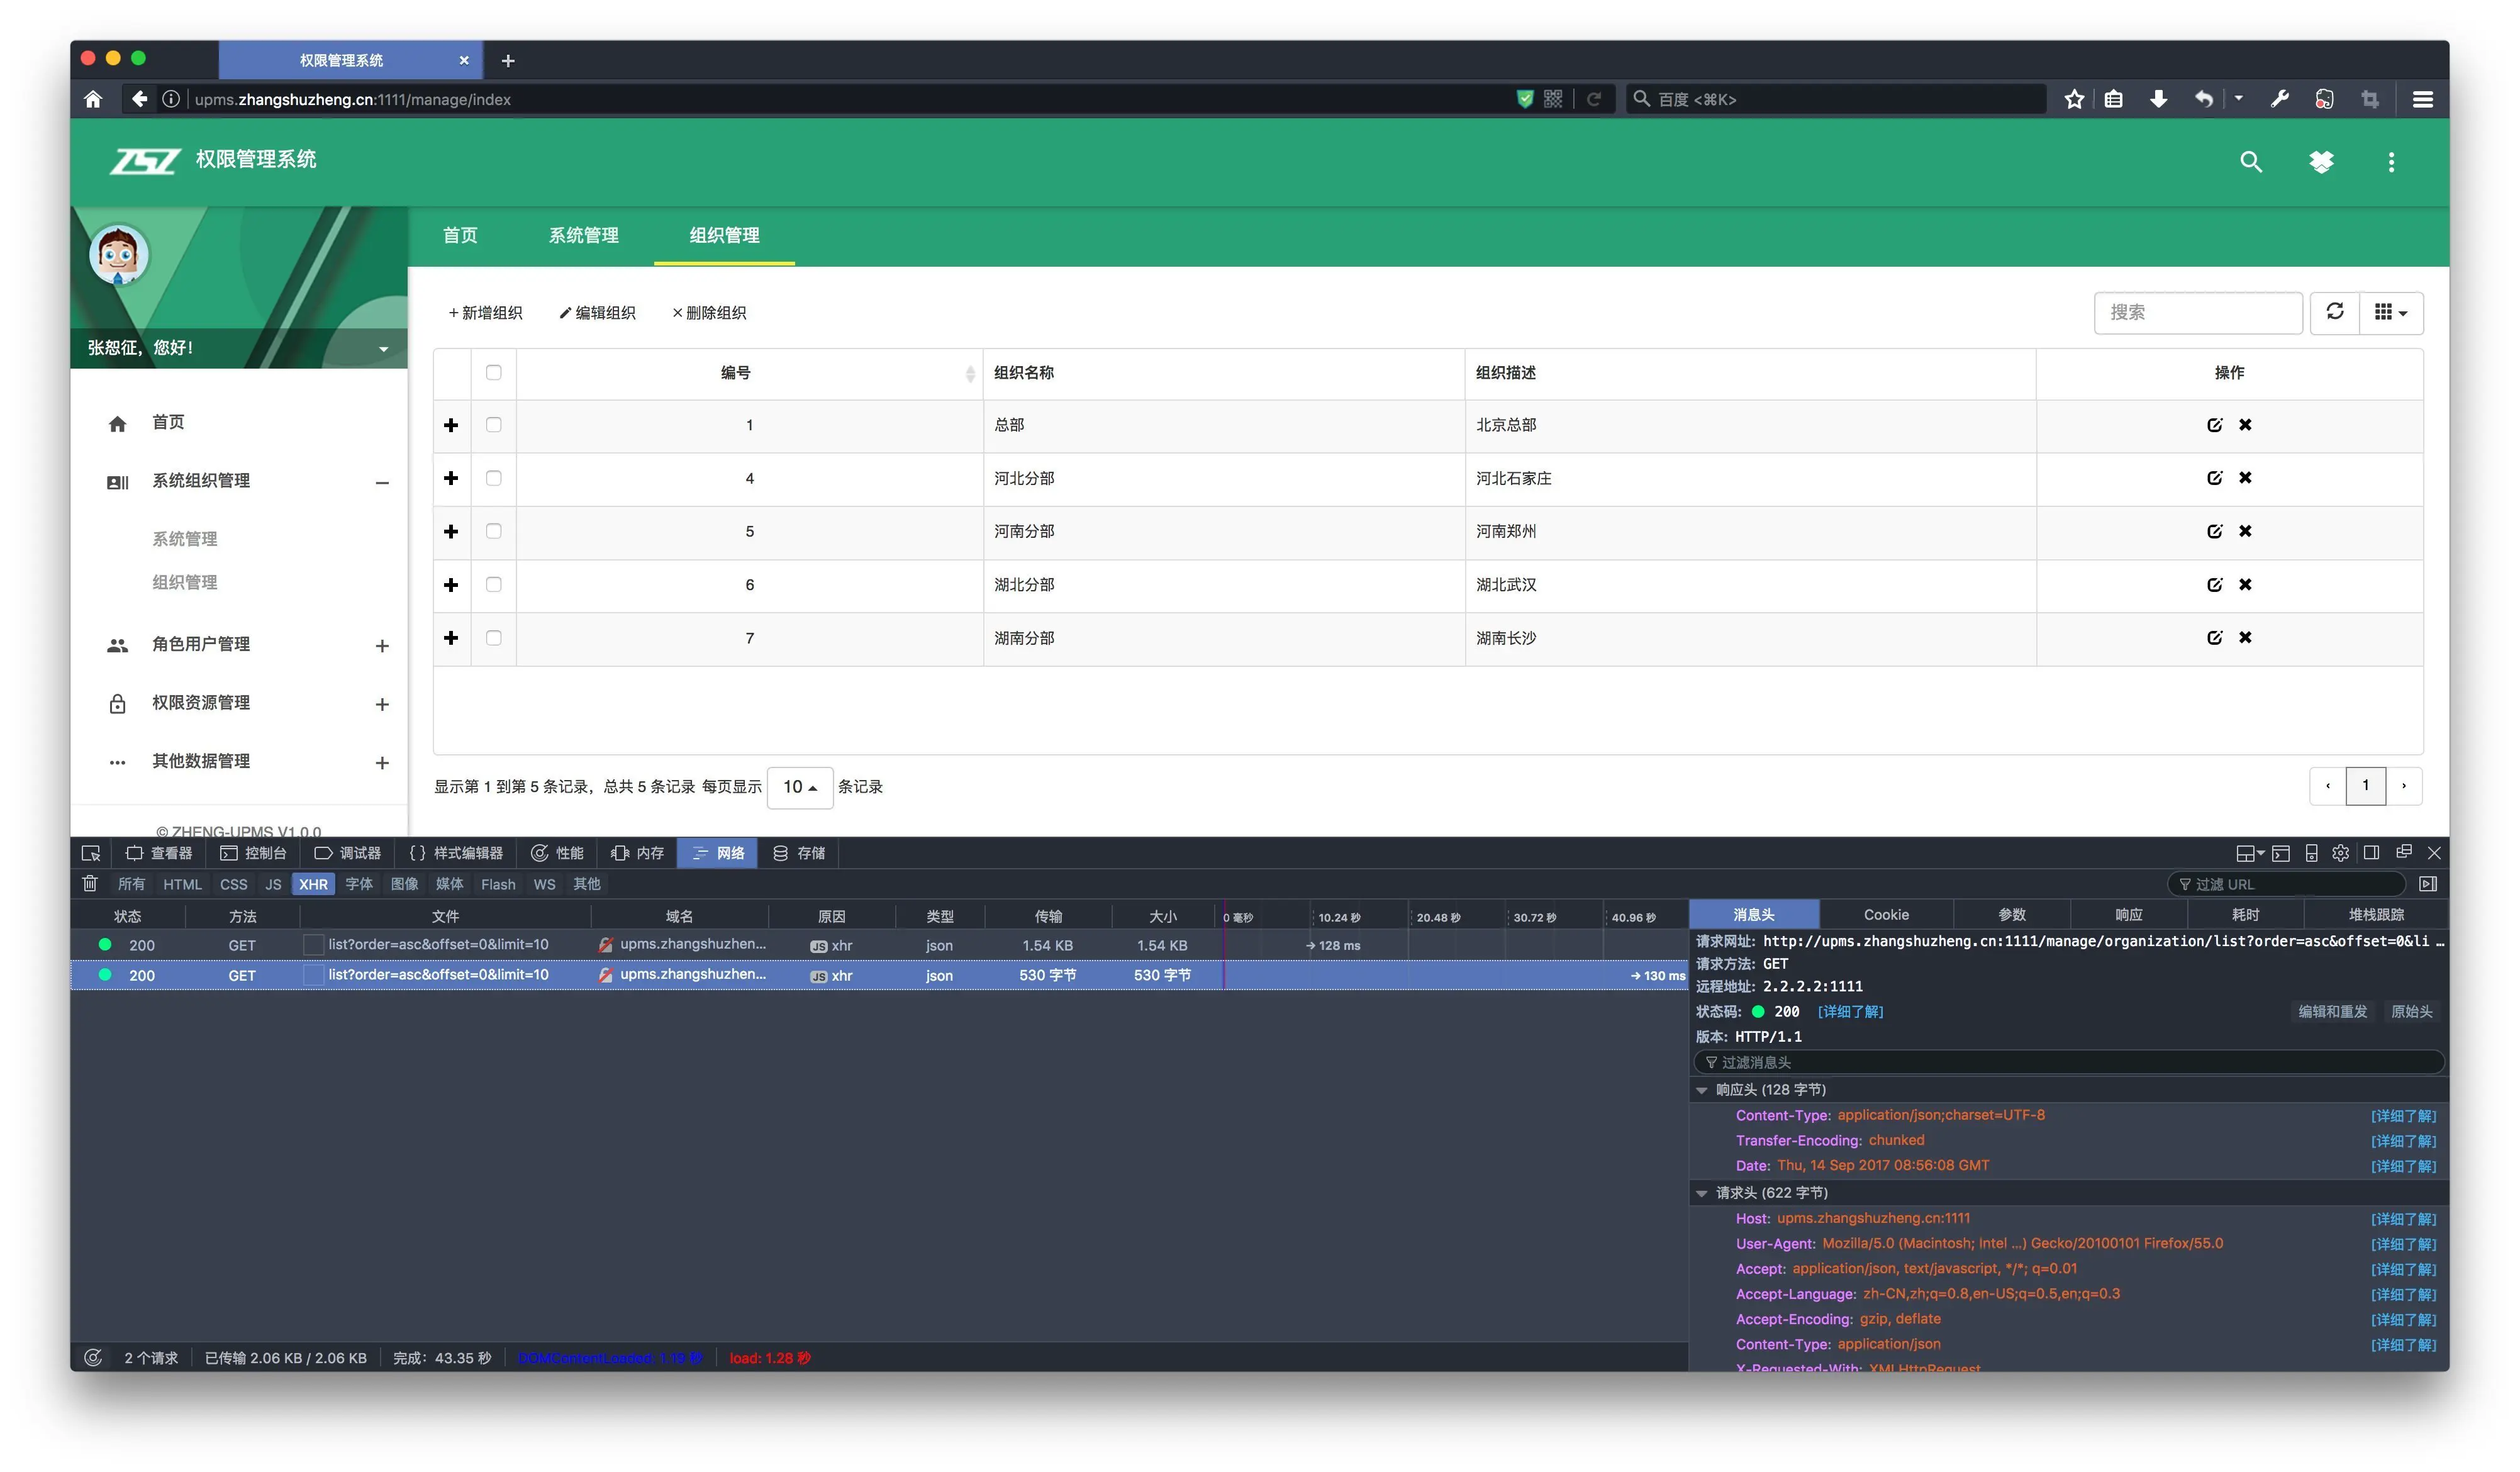 权限管理系统
upms.zhangshuzheng.cn:1111/manage/index
百度 <⌘K>
ZSZ 权限管理系统
首页 系统管理 组织管理
张恕征，您好！
首页
系统组织管理
系统管理
组织管理
角色用户管理
权限资源管理
其他数据管理
© ZHENG-UPMS V1.0.0
+ 新增组织 编辑组织 × 删除组织 搜索
编号 组织名称 组织描述 操作
1 总部 北京总部
4 河北分部 河北石家庄
5 河南分部 河南郑州
6 湖北分部 湖北武汉
7 湖南分部 湖南长沙
显示第 1 到第 5 条记录，总共 5 条记录 每页显示 10 条记录
‹ 1 ›
查看器 控制台 调试器 {} 样式编辑器 性能 内存 网络 存储
所有 HTML CSS JS XHR 字体 图像 媒体 Flash WS 其他 过滤 URL
状态 方法 文件 域名 原因 类型 传输 大小 0 毫秒 10.24 秒 20.48 秒 30.72 秒 40.96 秒
200 GET list?order=asc&offset=0&limit=10 upms.zhangshuzhen... JS xhr json 1.54 KB 1.54 KB → 128 ms
200 GET list?order=asc&offset=0&limit=10 upms.zhangshuzhen... JS xhr json 530 字节 530 字节 → 130 ms
消息头 Cookie 参数 响应 耗时 堆栈跟踪
请求网址: http://upms.zhangshuzheng.cn:1111/manage/organization/list?order=asc&offset=0&li ...
请求方法: GET
远程地址: 2.2.2.2:1111
状态码: 200 [详细了解] 编辑和重发 原始头
版本: HTTP/1.1
过滤消息头
响应头 (128 字节)
Content-Type: application/json;charset=UTF-8 [详细了解]
Transfer-Encoding: chunked [详细了解]
Date: Thu, 14 Sep 2017 08:56:08 GMT [详细了解]
请求头 (622 字节)
Host: upms.zhangshuzheng.cn:1111 [详细了解]
User-Agent: Mozilla/5.0 (Macintosh; Intel ...) Gecko/20100101 Firefox/55.0 [详细了解]
Accept: application/json, text/javascript, */*; q=0.01 [详细了解]
Accept-Language: zh-CN,zh;q=0.8,en-US;q=0.5,en;q=0.3 [详细了解]
Accept-Encoding: gzip, deflate [详细了解]
Content-Type: application/json [详细了解]
X-Requested-With: XMLHttpRequest
2 个请求 已传输 2.06 KB / 2.06 KB 完成：43.35 秒 DOMContentLoaded: 1.19 秒 load: 1.28 秒